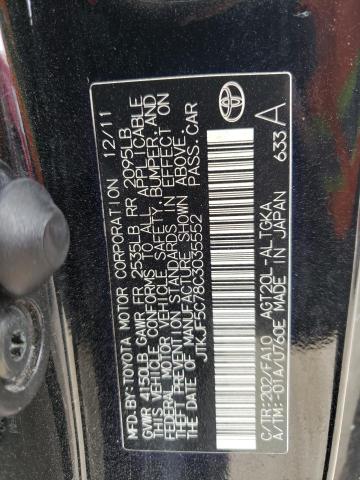 MFD.BY:TOYOTA MOTOR CORPORATION 12/11
GVWR 4150LB GAWR FR 2535LB RR 2095LB
THIS VEHICLE CONFORMS TO ALL APPLICABLE
FEDERAL MOTOR VEHICLE SAFETY, BUMPER, AND
THEFT PREVENTION STANDARDS IN EFFECT ON
THE DATE OF MANUFACTURE SHOWN ABOVE.
JTKJF5C78C3035552 PASS.CAR
C/TR:202/FA10 AGT20L-ALTGKA
A/TM:-01A/U760E MADE IN JAPAN 633 A